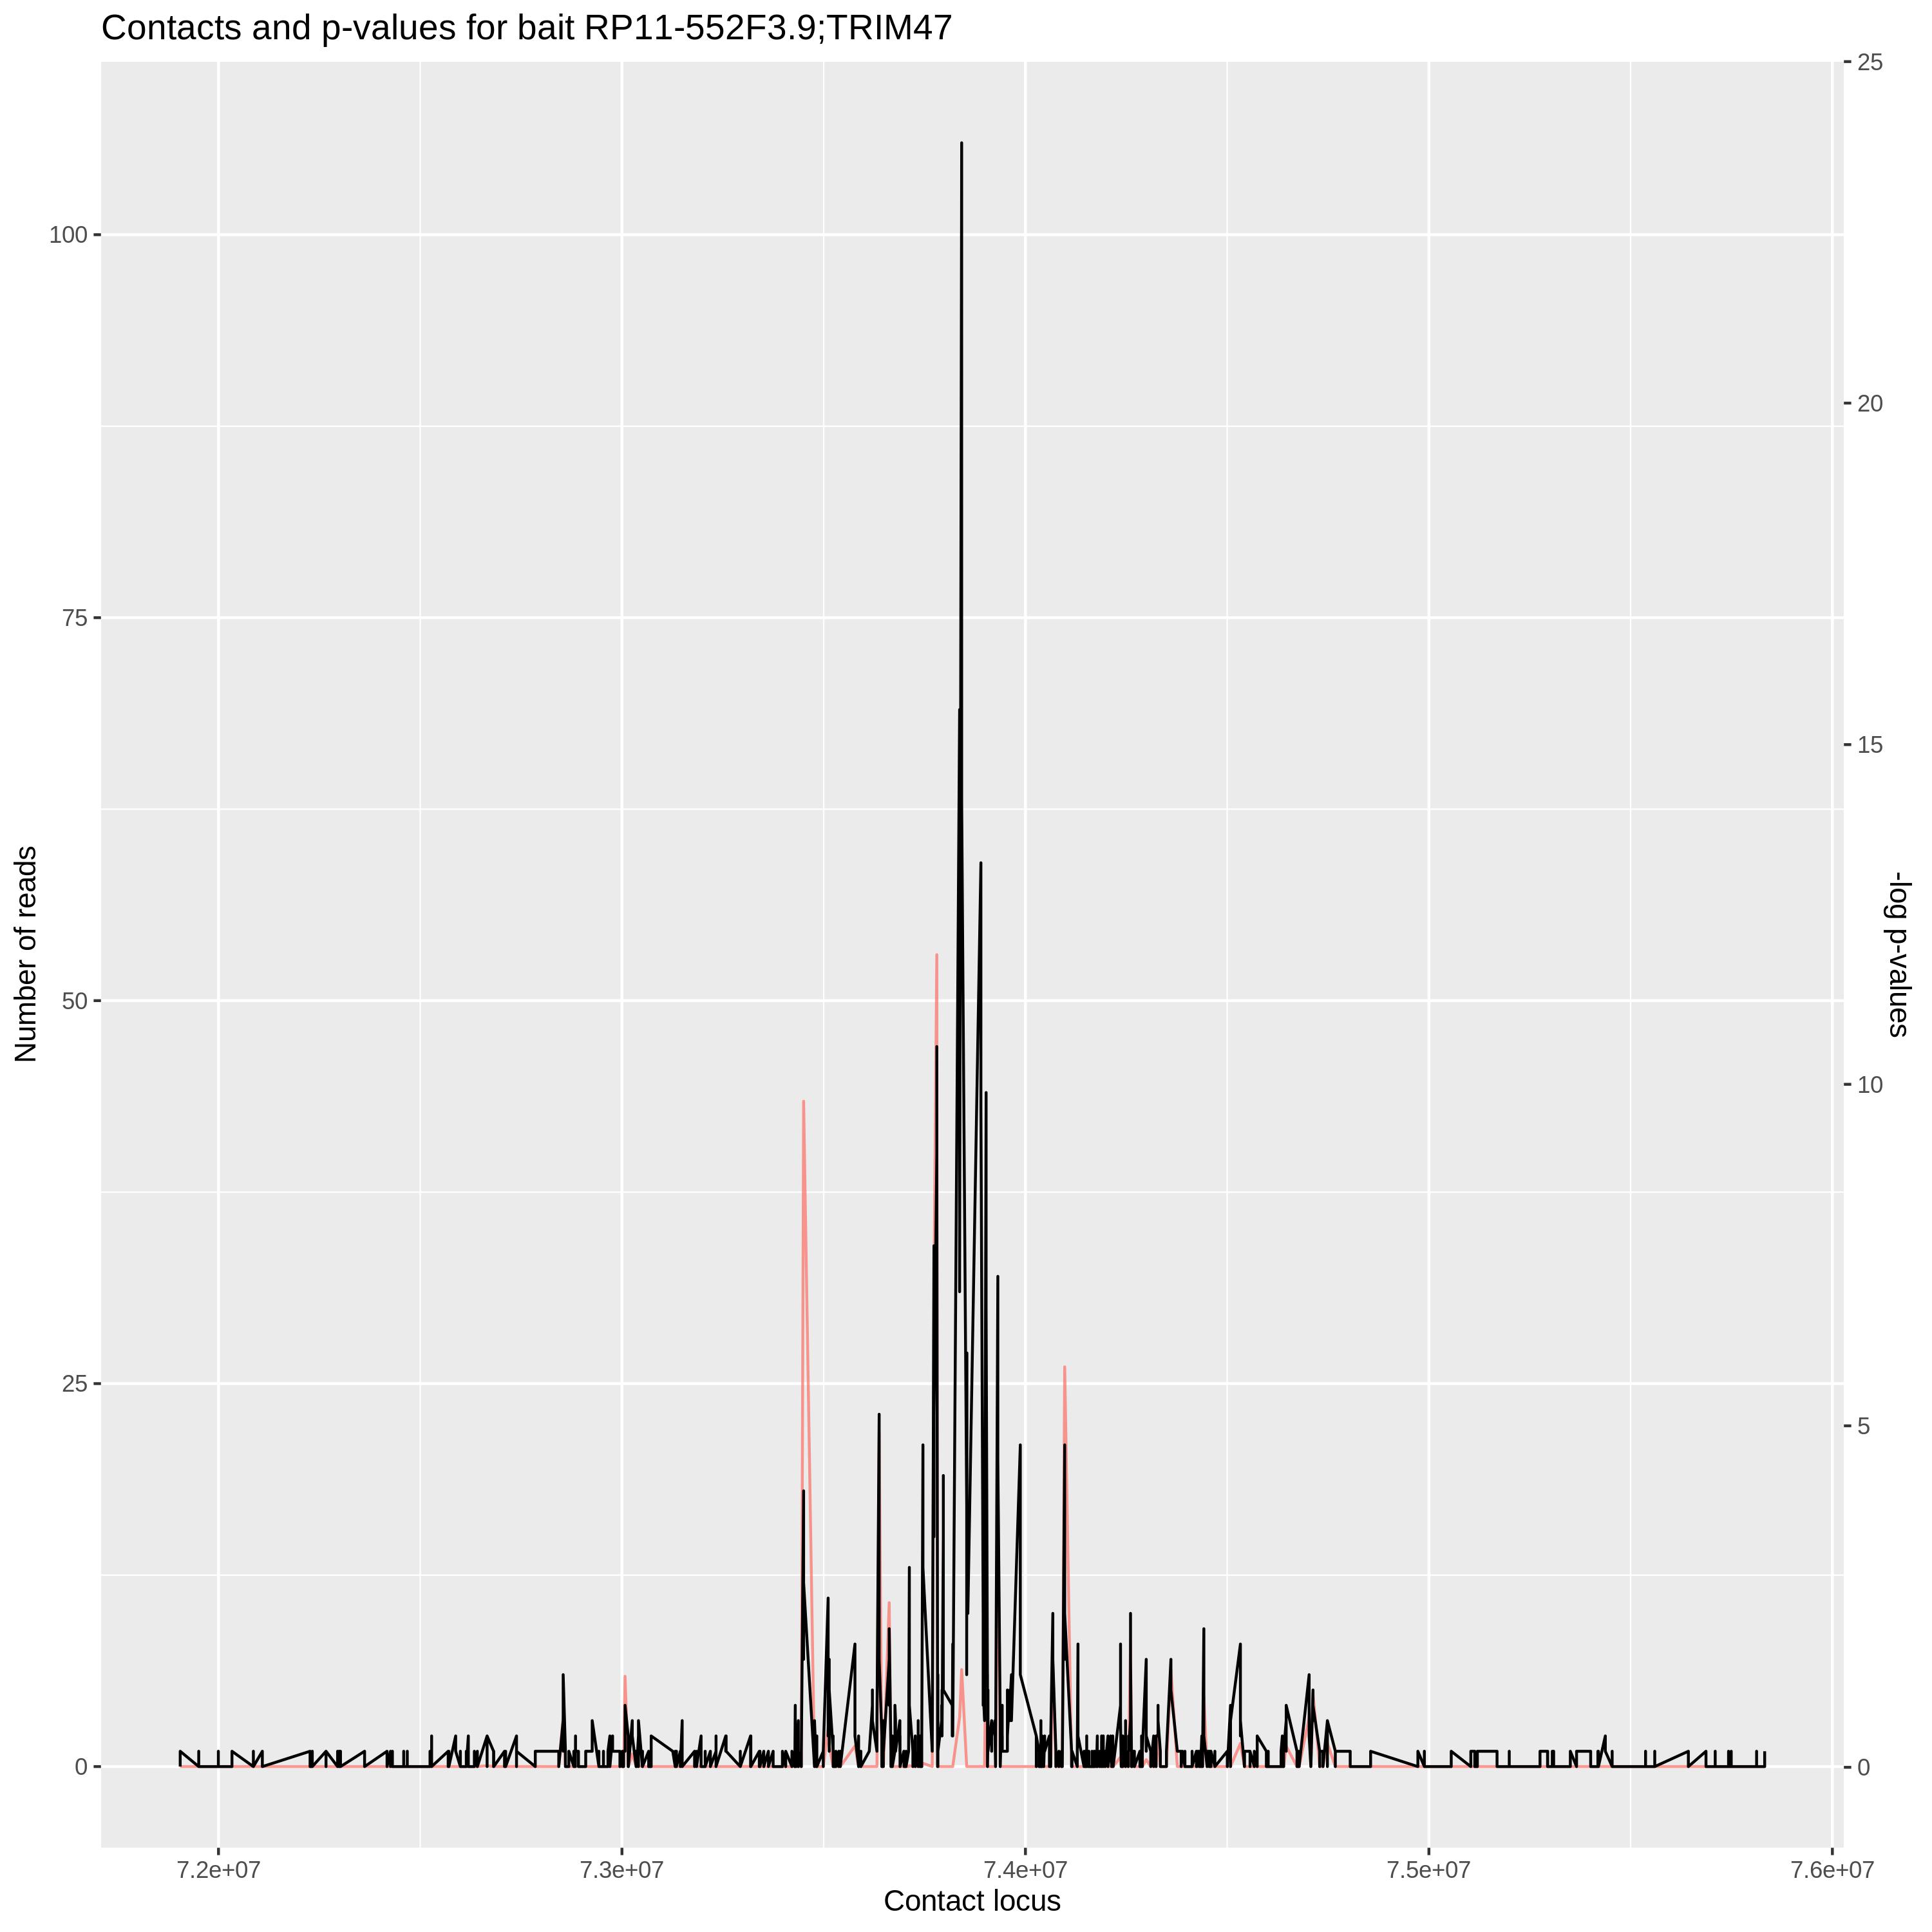 Contacts and p-values for bait RP11-552F3.9;TRIM47
25
100
20
75
15
Number of reads
-log p-values
50
10
25
5
0
0
7.2e+07
7.3e+07
7.4e+07
7.5e+07
7.6e+07
Contact locus